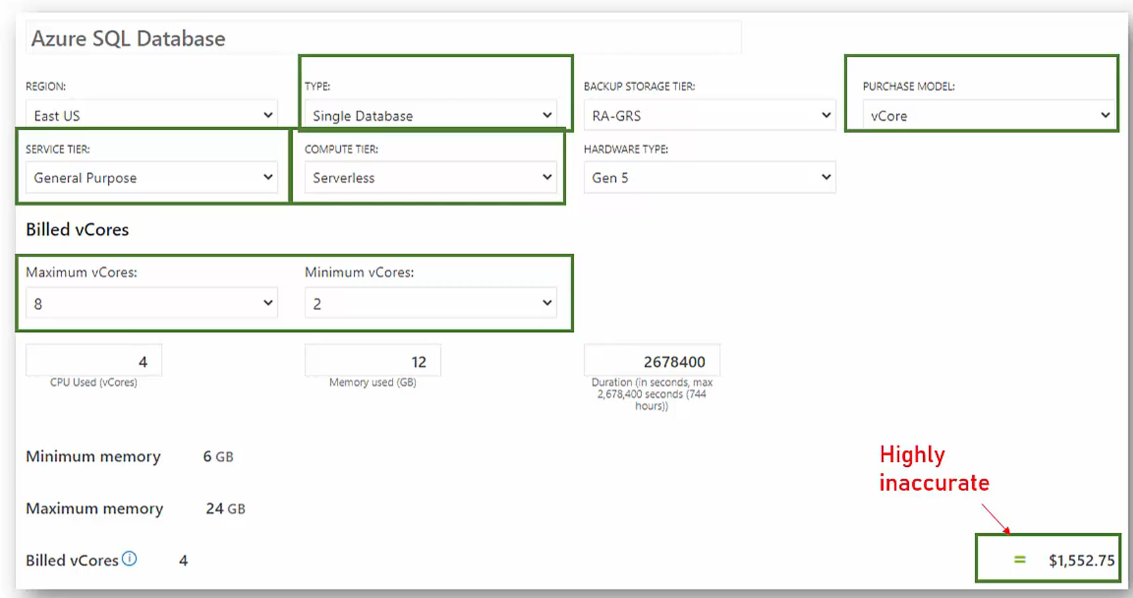 Azure SQL Database
REGION:
TYPE:
BACKUP STORAGE TIER:
PURCHASE MODEL:
East US
Single Database
RA-GRS
vCore
SERVICE TIER:
COMPUTE TIER:
HARDWARE TYPE:
General Purpose
Serverless
Gen 5
Billed vCores
Maximum vCores:
Minimum vCores:
8
2
4
12
2678400
CPU Used (vCores)
Memory used (GB)
Duration (in seconds, max
2,678,400 seconds (744
hours))
Minimum memory 6 GB
Highly
inaccurate
Maximum memory 24 GB
Billed vCores 4
= $1,552.75